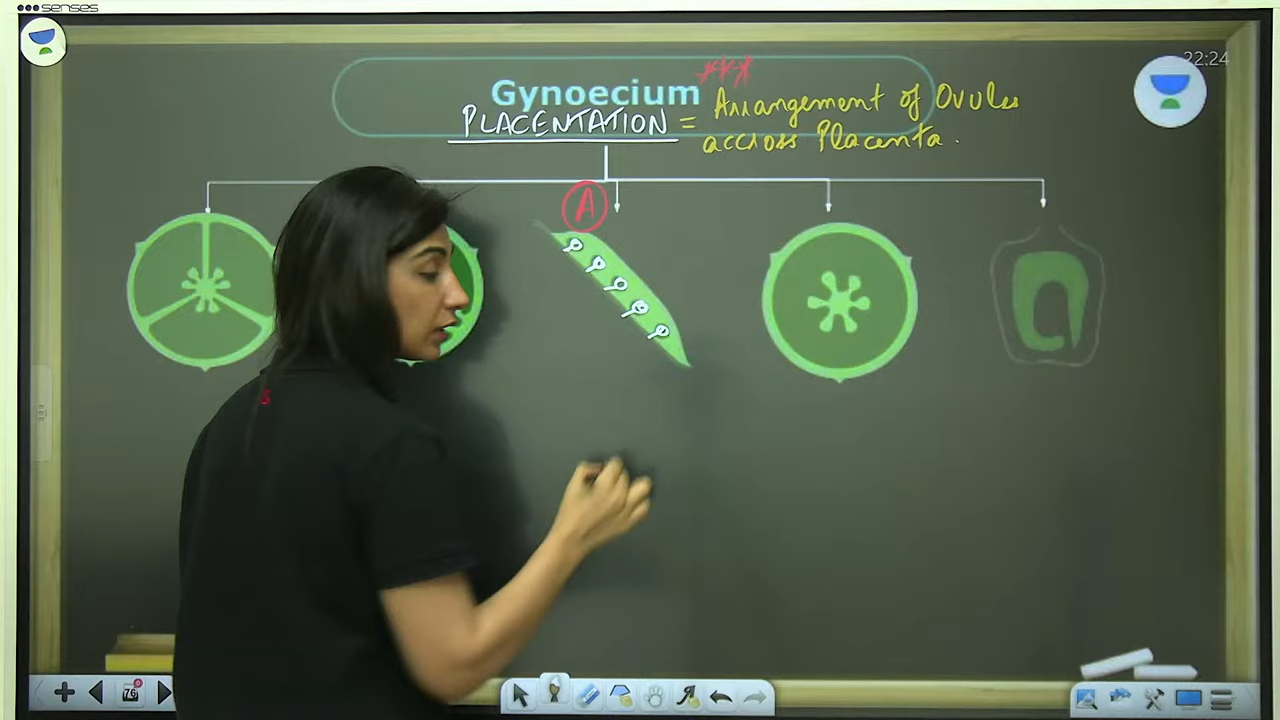 senses
22:24
Gynoecium
PLACENTATION = Arrangement of Ovules
accross Placenta.
A
76